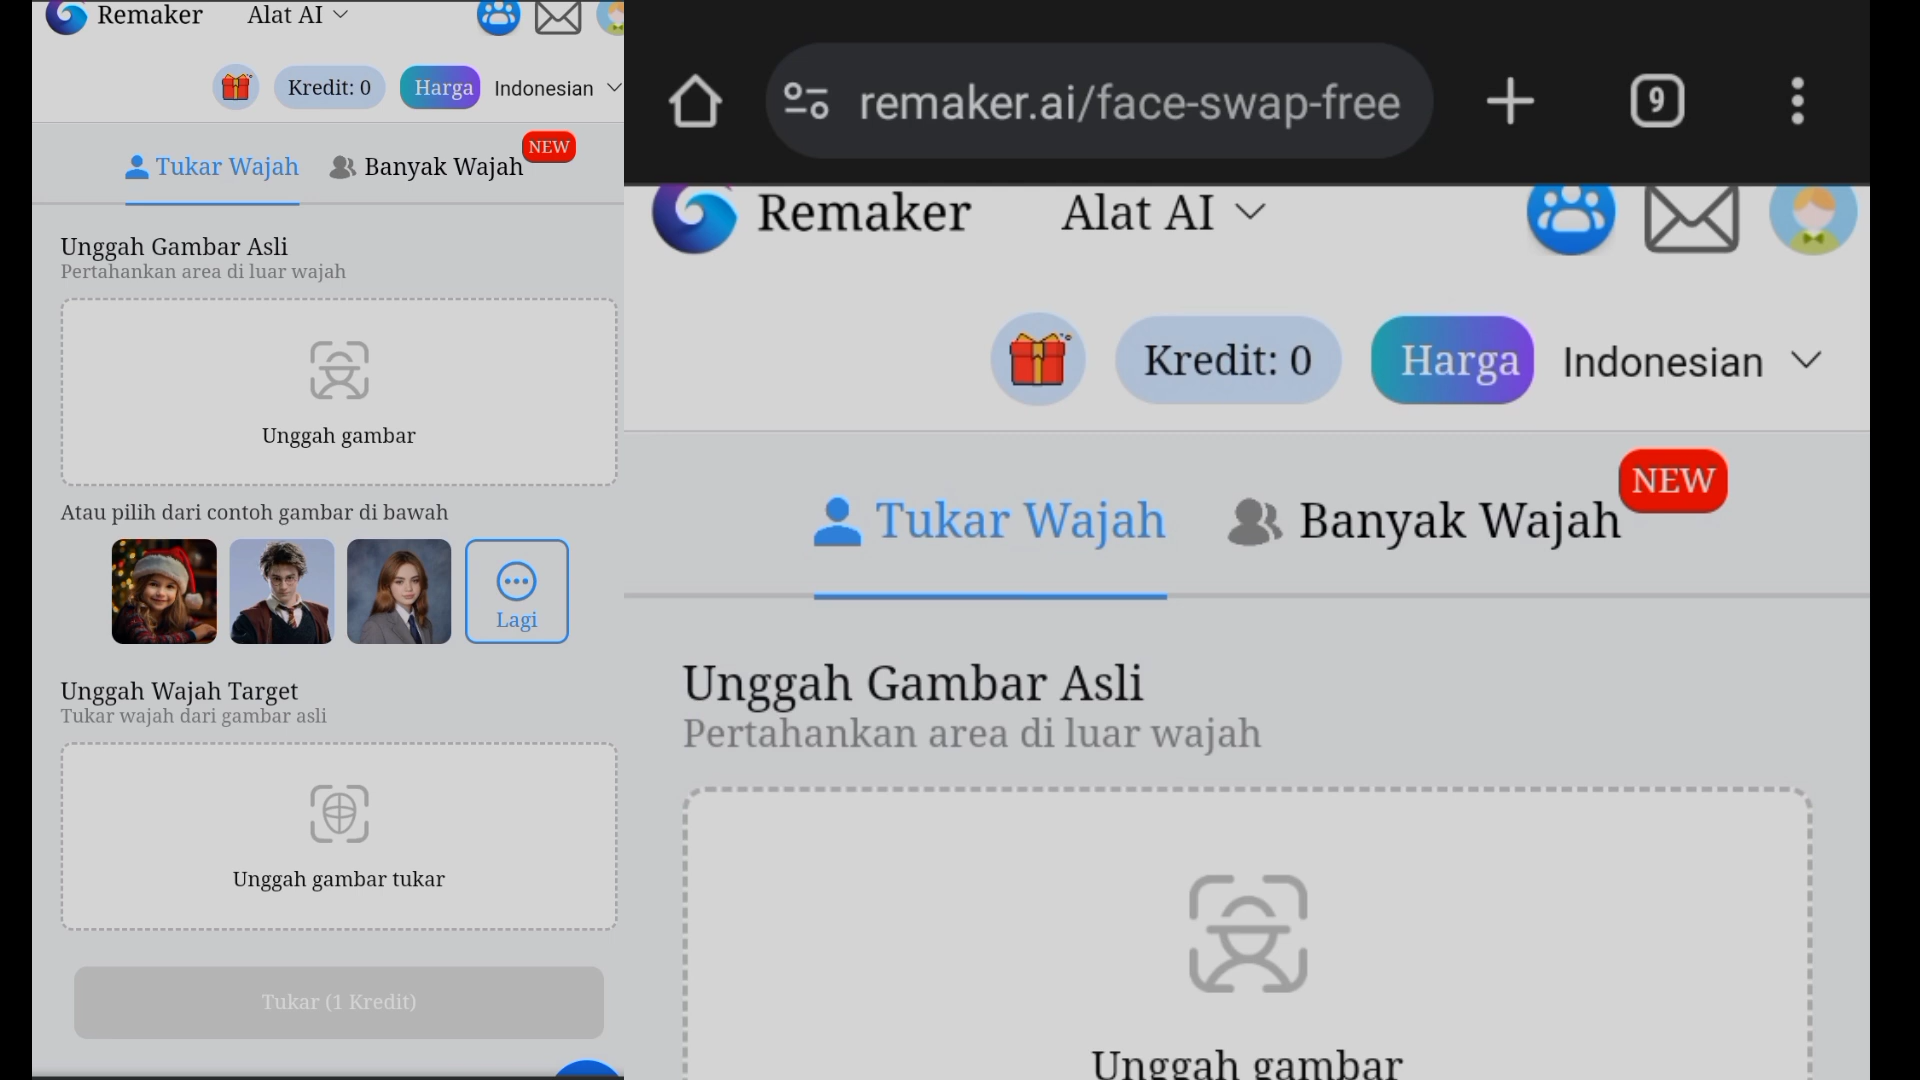 Remaker
Alat AI
Kredit: 0
Harga
Indonesian
Tukar Wajah
Banyak Wajah
NEW
Unggah Gambar Asli
Pertahankan area di luar wajah
Unggah gambar
Atau pilih dari contoh gambar di bawah
Lagi
Unggah Wajah Target
Tukar wajah dari gambar asli
Unggah gambar tukar
Tukar (1 Kredit)
remaker.ai/face-swap-free
9
Remaker
Alat AI
Kredit: 0
Harga
Indonesian
Tukar Wajah
Banyak Wajah
NEW
Unggah Gambar Asli
Pertahankan area di luar wajah
Unggah gambar